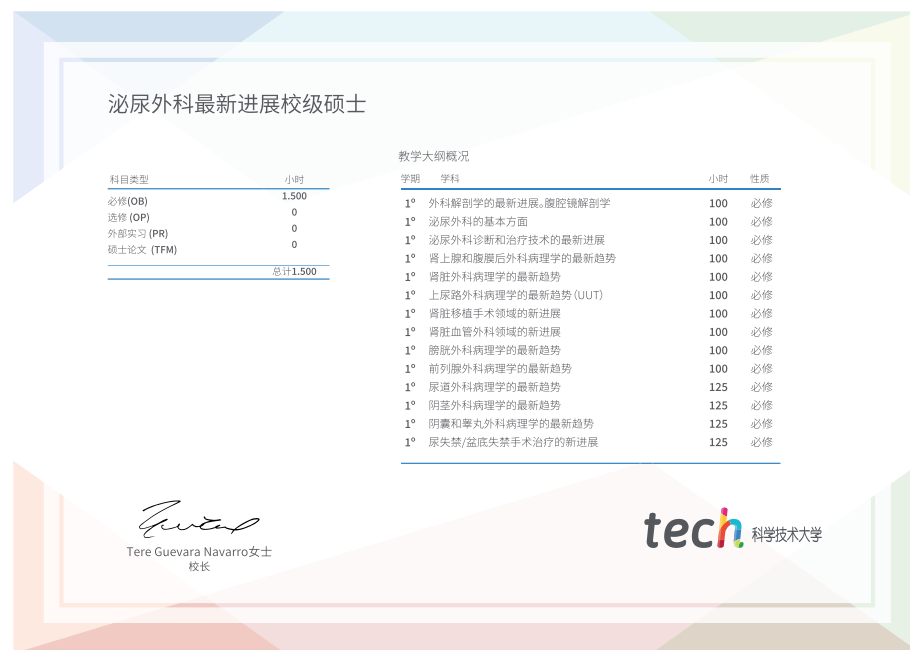 泌尿外科最新进展校级硕士
科目类型 小时
必修(OB) 1.500
选修 (OP) 0
外部实习 (PR) 0
硕士论文 (TFM) 0
总计1.500
教学大纲概况
学期 学科 小时 性质
1º 外科解剖学的最新进展。腹腔镜解剖学 100 必修
1º 泌尿外科的基本方面 100 必修
1º 泌尿外科诊断和治疗技术的最新进展 100 必修
1º 肾上腺和腹膜后外科病理学的最新趋势 100 必修
1º 肾脏外科病理学的最新趋势 100 必修
1º 上尿路外科病理学的最新趋势（UUT） 100 必修
1º 肾脏移植手术领域的新进展 100 必修
1º 肾脏血管外科领域的新进展 100 必修
1º 膀胱外科病理学的最新趋势 100 必修
1º 前列腺外科病理学的最新趋势 100 必修
1º 尿道外科病理学的最新趋势 125 必修
1º 阴茎外科病理学的最新趋势 125 必修
1º 阴囊和睾丸外科病理学的最新趋势 125 必修
1º 尿失禁/盆底失禁手术治疗的新进展 125 必修
Tere Guevara Navarro女士
校长
tech 科学技术大学